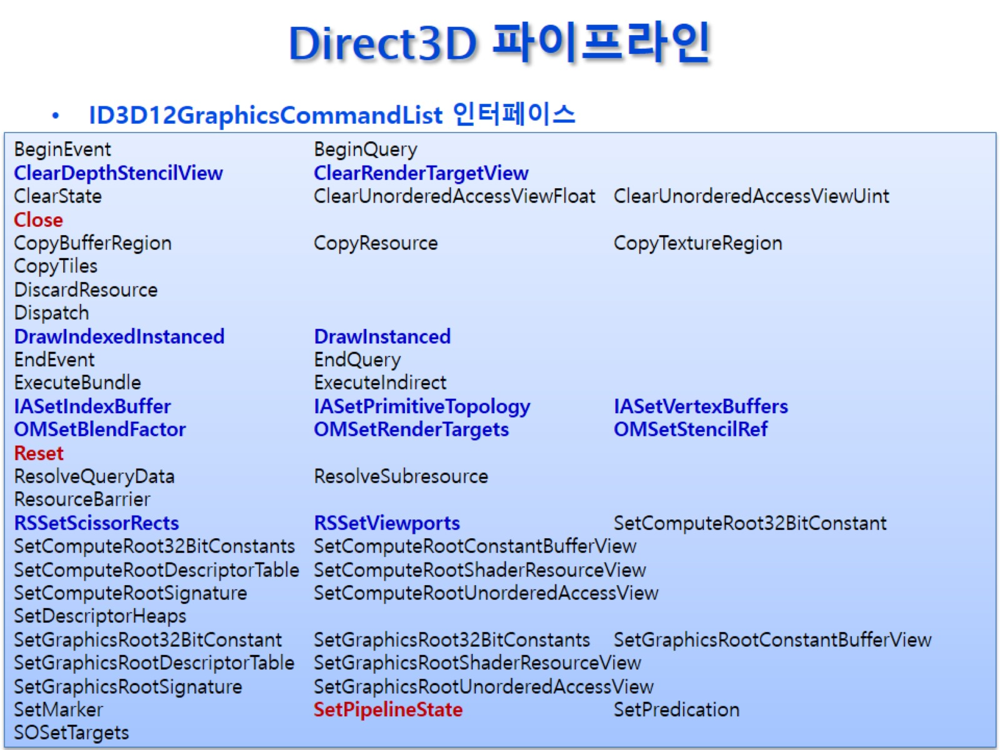 Direct3D 파이프라인
• ID3D12GraphicsCommandList 인터페이스
BeginEvent BeginQuery
ClearDepthStencilView ClearRenderTargetView
ClearState ClearUnorderedAccessViewFloat ClearUnorderedAccessViewUint
Close
CopyBufferRegion CopyResource CopyTextureRegion
CopyTiles
DiscardResource
Dispatch
DrawIndexedInstanced DrawInstanced
EndEvent EndQuery
ExecuteBundle ExecuteIndirect
IASetIndexBuffer IASetPrimitiveTopology IASetVertexBuffers
OMSetBlendFactor OMSetRenderTargets OMSetStencilRef
Reset
ResolveQueryData ResolveSubresource
ResourceBarrier
RSSetScissorRects RSSetViewports SetComputeRoot32BitConstant
SetComputeRoot32BitConstants SetComputeRootConstantBufferView
SetComputeRootDescriptorTable SetComputeRootShaderResourceView
SetComputeRootSignature SetComputeRootUnorderedAccessView
SetDescriptorHeaps
SetGraphicsRoot32BitConstant SetGraphicsRoot32BitConstants SetGraphicsRootConstantBufferView
SetGraphicsRootDescriptorTable SetGraphicsRootShaderResourceView
SetGraphicsRootSignature SetGraphicsRootUnorderedAccessView
SetMarker SetPipelineState SetPredication
SOSetTargets